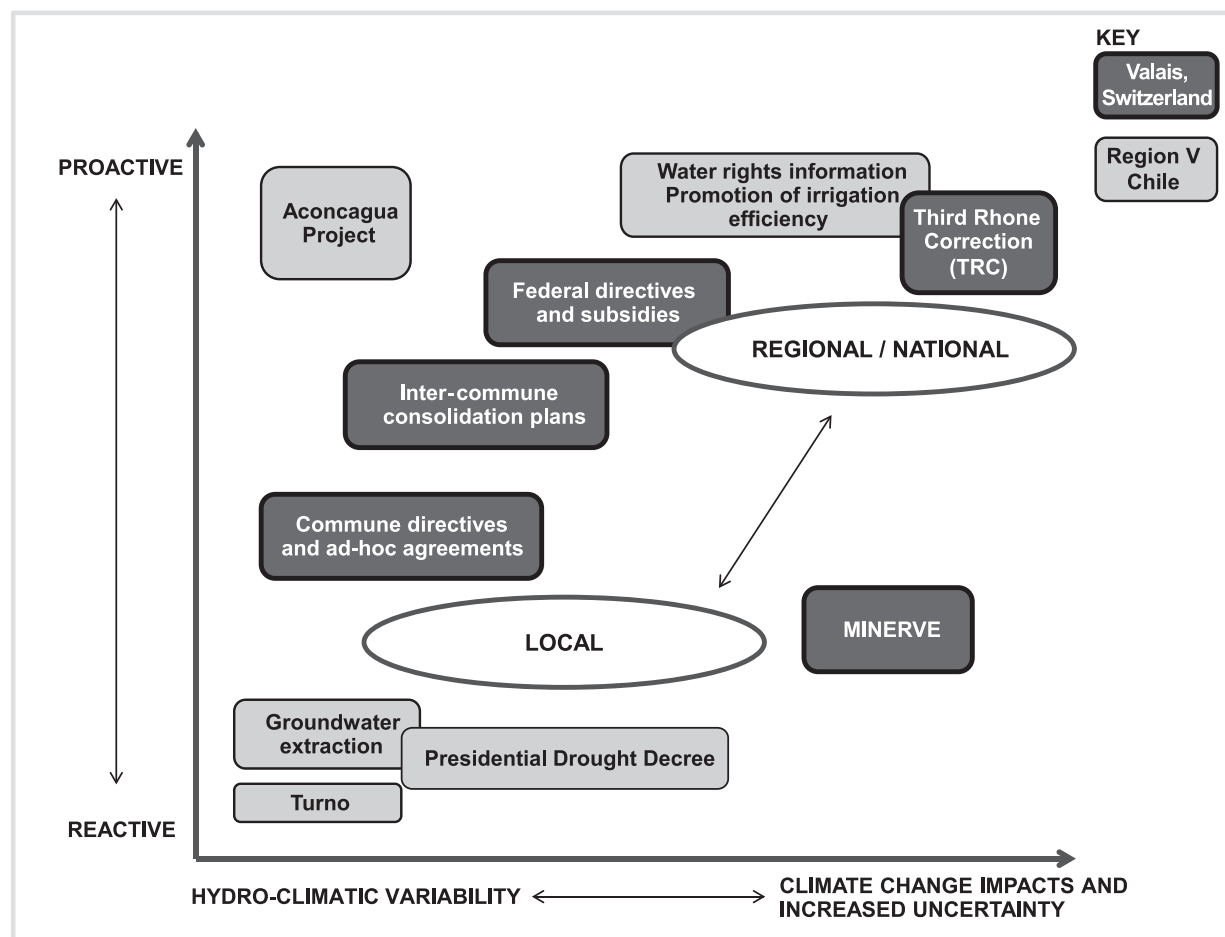 KEY
Valais,
Switzerland
Region V
Chile
PROACTIVE
Aconcagua
Project
Water rights information
Promotion of irrigation
efficiency
Third Rhone
Correction
(TRC)
Federal directives
and subsidies
REGIONAL / NATIONAL
Inter-commune
consolidation plans
Commune directives
and ad-hoc agreements
LOCAL
MINERVE
Groundwater
extraction
Presidential Drought Decree
Turno
REACTIVE
HYDRO-CLIMATIC VARIABILITY
CLIMATE CHANGE IMPACTS AND
INCREASED UNCERTAINTY